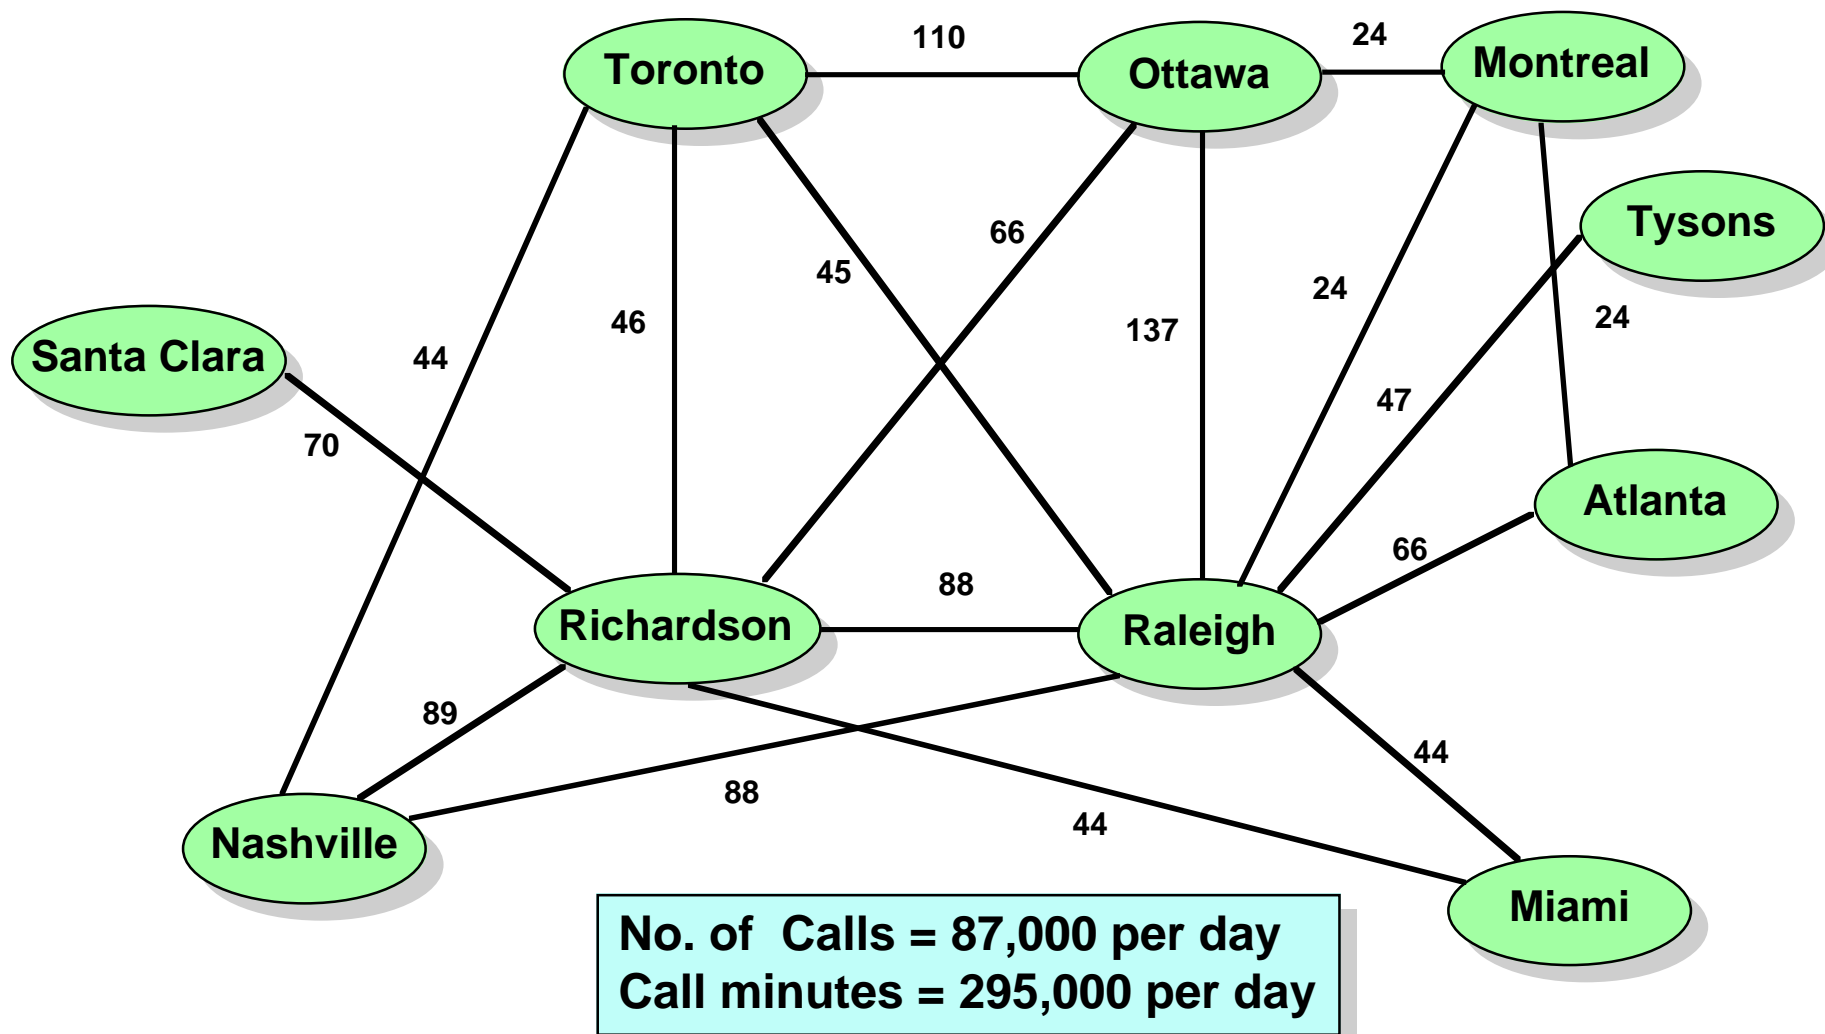 110
24
Toronto
Ottawa
Montreal
Tysons
66
45
24
46
137
24
Santa Clara
44
47
70
Atlanta
66
88
Richardson
Raleigh
89
44
88
44
Nashville
Miami
No. of Calls = 87,000 per day
Call minutes = 295,000 per day